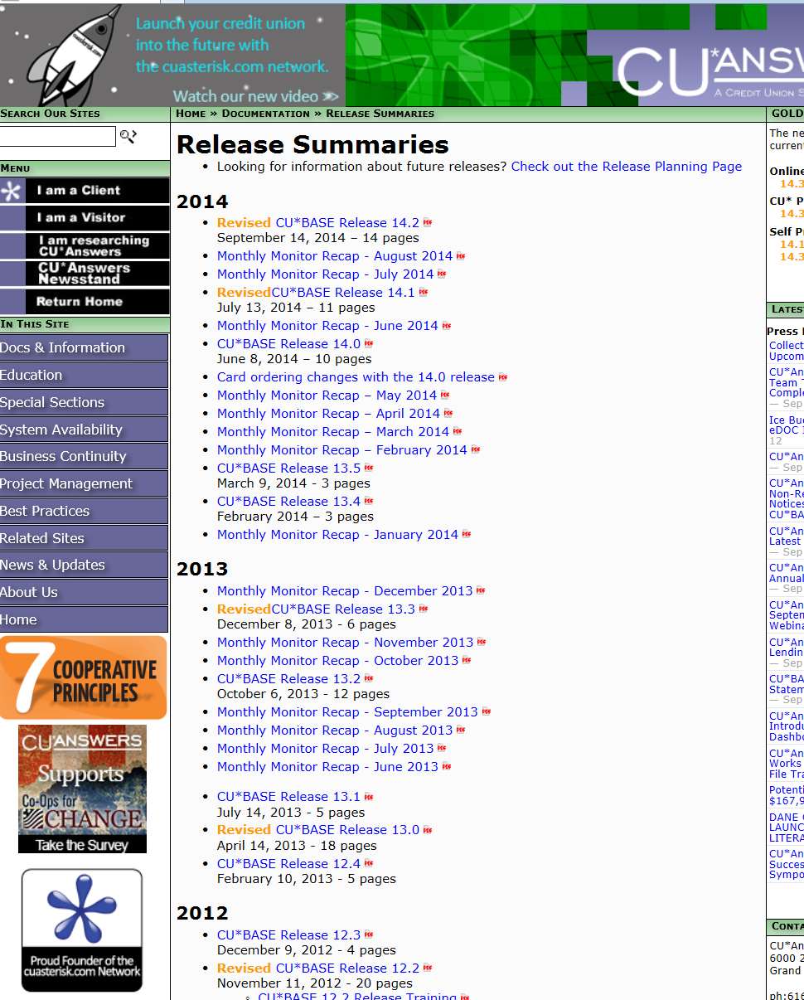 Launch your credit union
into the future with
the cuasterisk.com network.
Watch our new video >>
cuasterisk.com
CU*ANSW
A CREDIT UNION S
SEARCH OUR SITES
HOME » DOCUMENTATION » RELEASE SUMMARIES
GOLD
MENU
I am a Client
I am a Visitor
I am researching
CU*Answers
CU*Answers
Newsstand
Return Home
IN THIS SITE
Docs & Information
Education
Special Sections
System Availability
Business Continuity
Project Management
Best Practices
Related Sites
News & Updates
About Us
Home
7 COOPERATIVE
PRINCIPLES
CU*ANSWERS
Supports
Co-Ops for
CHANGE
Take the Survey
Proud Founder of the
cuasterisk.com Network
Release Summaries
• Looking for information about future releases? Check out the Release Planning Page
2014
• Revised CU*BASE Release 14.2
September 14, 2014 – 14 pages
• Monthly Monitor Recap - August 2014
• Monthly Monitor Recap - July 2014
• RevisedCU*BASE Release 14.1
July 13, 2014 – 11 pages
• Monthly Monitor Recap - June 2014
• CU*BASE Release 14.0
June 8, 2014 – 10 pages
• Card ordering changes with the 14.0 release
• Monthly Monitor Recap – May 2014
• Monthly Monitor Recap – April 2014
• Monthly Monitor Recap – March 2014
• Monthly Monitor Recap – February 2014
• CU*BASE Release 13.5
March 9, 2014 - 3 pages
• CU*BASE Release 13.4
February 2014 – 3 pages
• Monthly Monitor Recap - January 2014
2013
• Monthly Monitor Recap - December 2013
• RevisedCU*BASE Release 13.3
December 8, 2013 - 6 pages
• Monthly Monitor Recap - November 2013
• Monthly Monitor Recap - October 2013
• CU*BASE Release 13.2
October 6, 2013 - 12 pages
• Monthly Monitor Recap - September 2013
• Monthly Monitor Recap - August 2013
• Monthly Monitor Recap - July 2013
• Monthly Monitor Recap - June 2013
• CU*BASE Release 13.1
July 14, 2013 - 5 pages
• Revised CU*BASE Release 13.0
April 14, 2013 - 18 pages
• CU*BASE Release 12.4
February 10, 2013 - 5 pages
2012
• CU*BASE Release 12.3
December 9, 2012 - 4 pages
• Revised CU*BASE Release 12.2
November 11, 2012 - 20 pages
◦ CU*BASE 12.2 Release Training
The ne
current
Online
14.3
CU* P
14.3
Self Pr
14.1
14.3
LATEST
Press
Collect
Upcom
CU*An
Team T
Comple
— Sep
Ice Buc
eDOC I
12
CU*An
— Sep
CU*An
Non-Re
Notices
CU*BA
CU*An
Latest
— Sep
CU*An
Annual
— Sep
CU*An
Septem
Webina
CU*An
Lendin
— Sep
CU*BA
Statem
— Sep
CU*An
Introdu
Dashbo
CU*An
Works
File Tra
Potenti
$167,9
DANE
LAUNC
LITERA
CU*An
Succes
Sympo
CONTA
CU*An
6000 2
Grand
ph:616